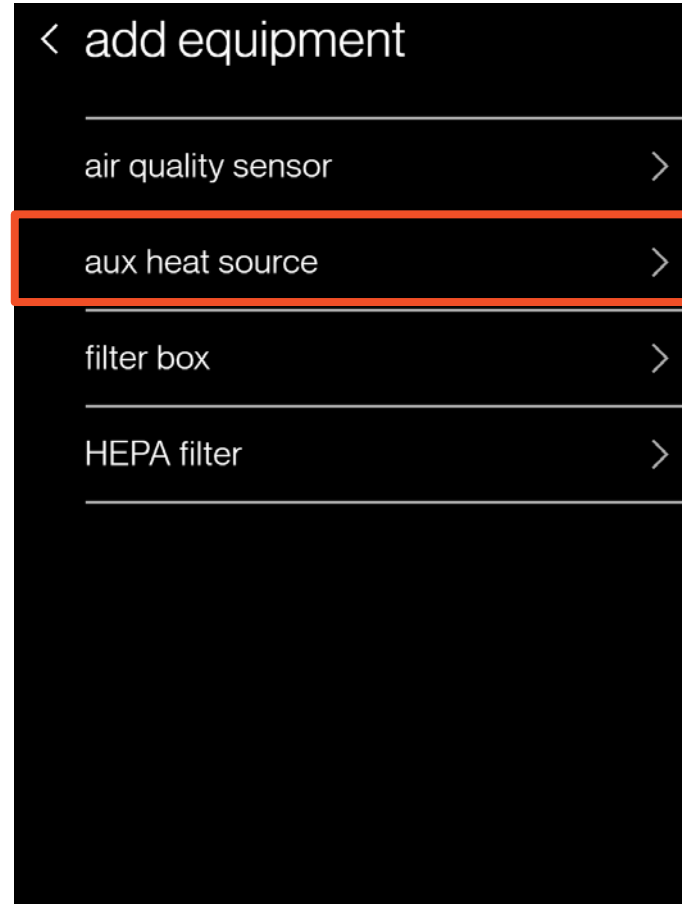 add equipment
air quality sensor
aux heat source
filter box
HEPA filter